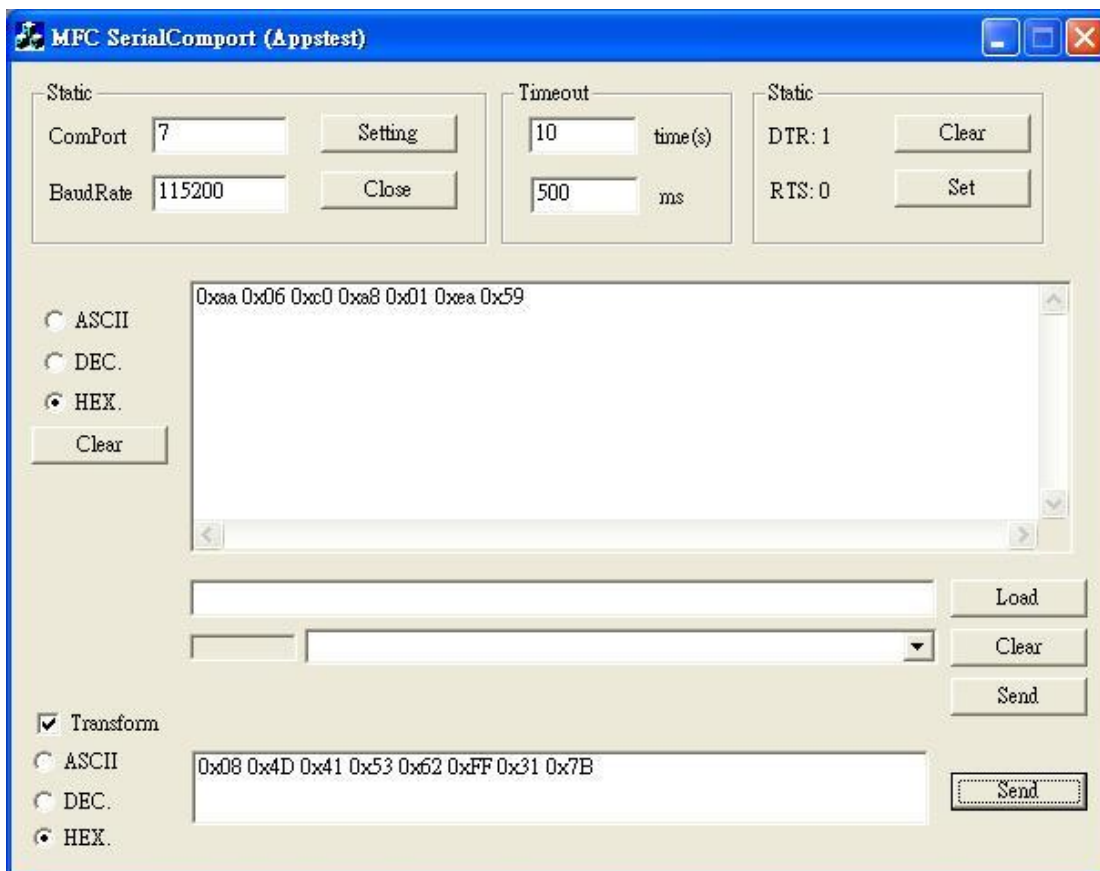 MFC SerialComport (Appstest)
Static
ComPort 7 Setting
BaudRate 115200 Close
Timeout
10 time(s)
500 ms
Static
DTR: 1 Clear
RTS: 0 Set
ASCII
DEC.
HEX.
Clear
0xaa 0x06 0xc0 0xa8 0x01 0xea 0x59
Load
Clear
Send
Transform
ASCII
DEC.
HEX.
0x08 0x4D 0x41 0x53 0x62 0xFF 0x31 0x7B
Send